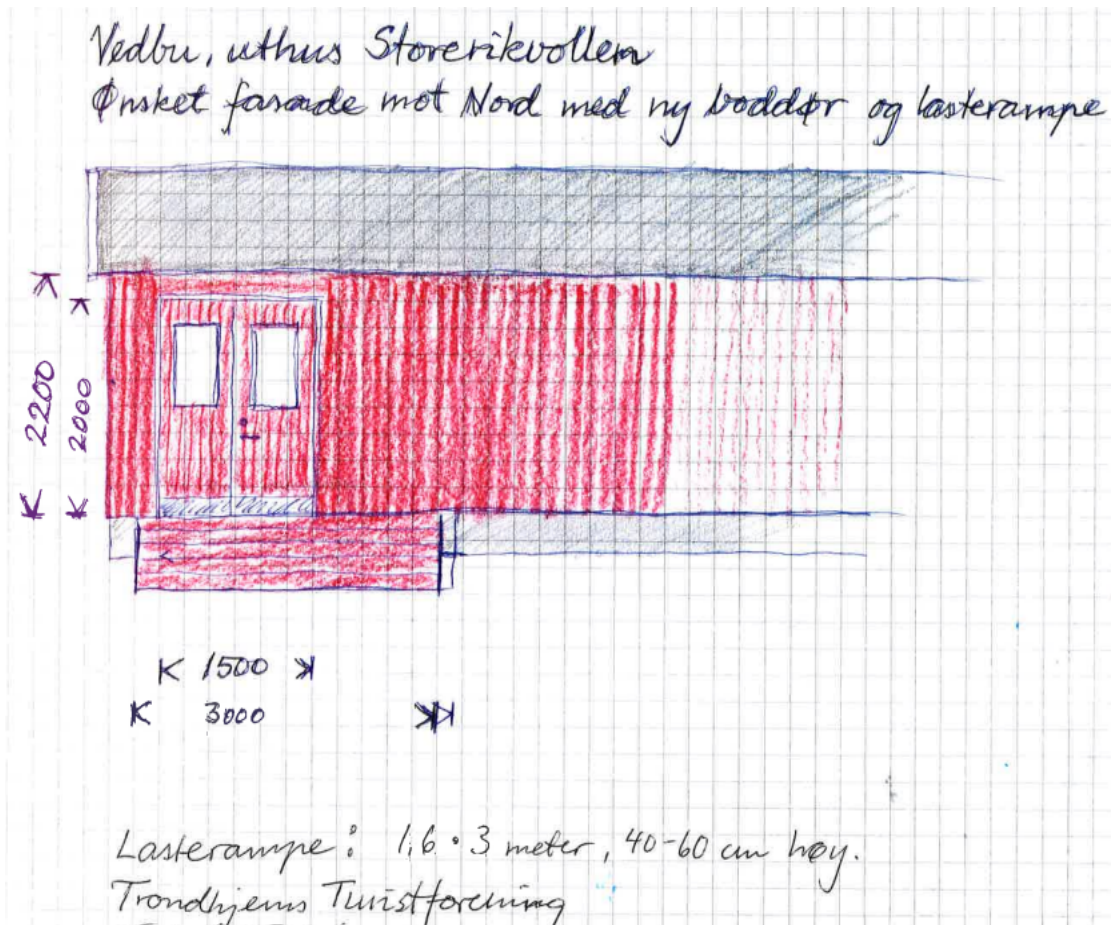 Vedbu, uthus Storerikvollen
Ønsket fasade mot Nord med ny boddør og lasterampe
2200
2000
1500
3000
Lasterampe: 1,6 · 3 meter, 40-60 cm høy.
Trondhjems Turistforening